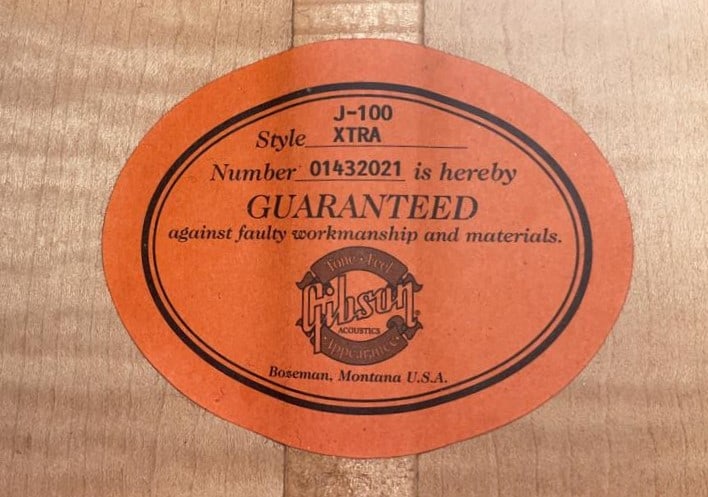 J-100
Style XTRA
Number 01432021 is hereby
GUARANTEED
against faulty workmanship and materials.
Tone • Feel
Gibson
ACOUSTICS
Appearance
Bozeman, Montana U.S.A.